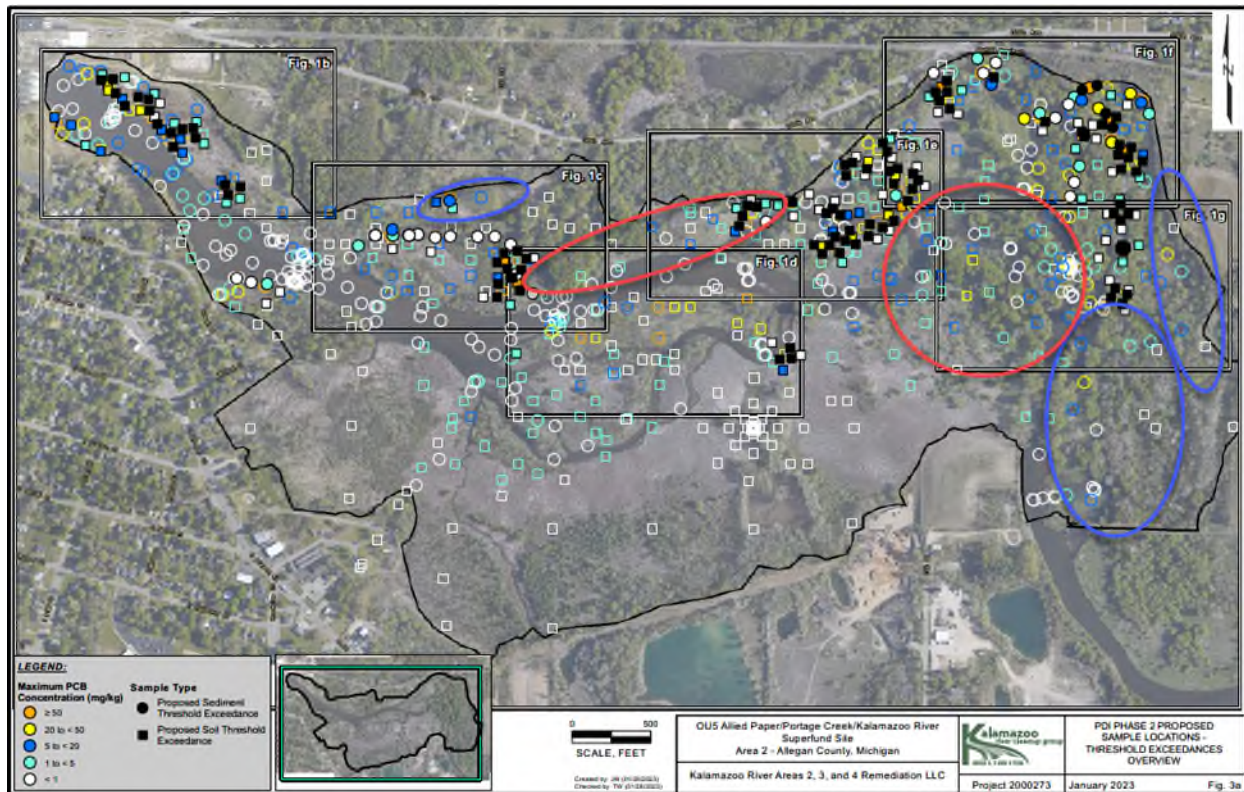 Fig. 1b
Fig. 1c
Fig. 1d
Fig. 1e
Fig. 1f
Fig. 1g
N
LEGEND:
Maximum PCB
Concentration (mg/kg)
≥ 50
20 to < 50
5 to < 20
1 to < 5
< 1
Sample Type
Proposed Sediment
Threshold Exceedance
Proposed Soil Threshold
Exceedance
0 500
SCALE, FEET
OU5 Allied Paper/Portage Creek/Kalamazoo River
Superfund Site
Area 2 - Allegan County, Michigan
Kalamazoo River Areas 2, 3, and 4 Remediation LLC
Kalamazoo
river cleanup group
Project 2000273
PDI PHASE 2 PROPOSED
SAMPLE LOCATIONS -
THRESHOLD EXCEEDANCES
OVERVIEW
January 2023
Fig. 3a